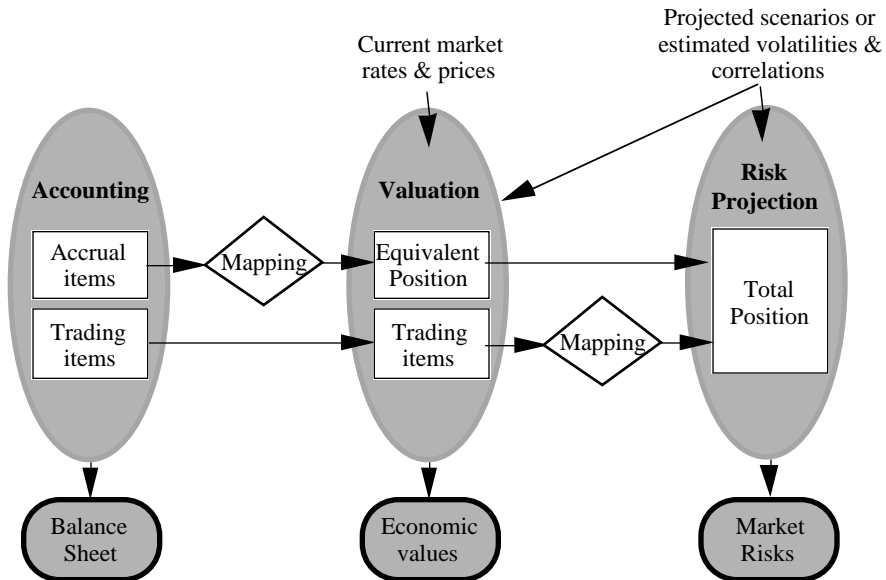 Projected scenarios or
estimated volatilities &
correlations
Current market
rates & prices
Accounting
Valuation
Risk
Projection
Accrual
items
Mapping
Equivalent
Position
Total
Position
Trading
items
Trading
items
Mapping
Balance
Sheet
Economic
values
Market
Risks